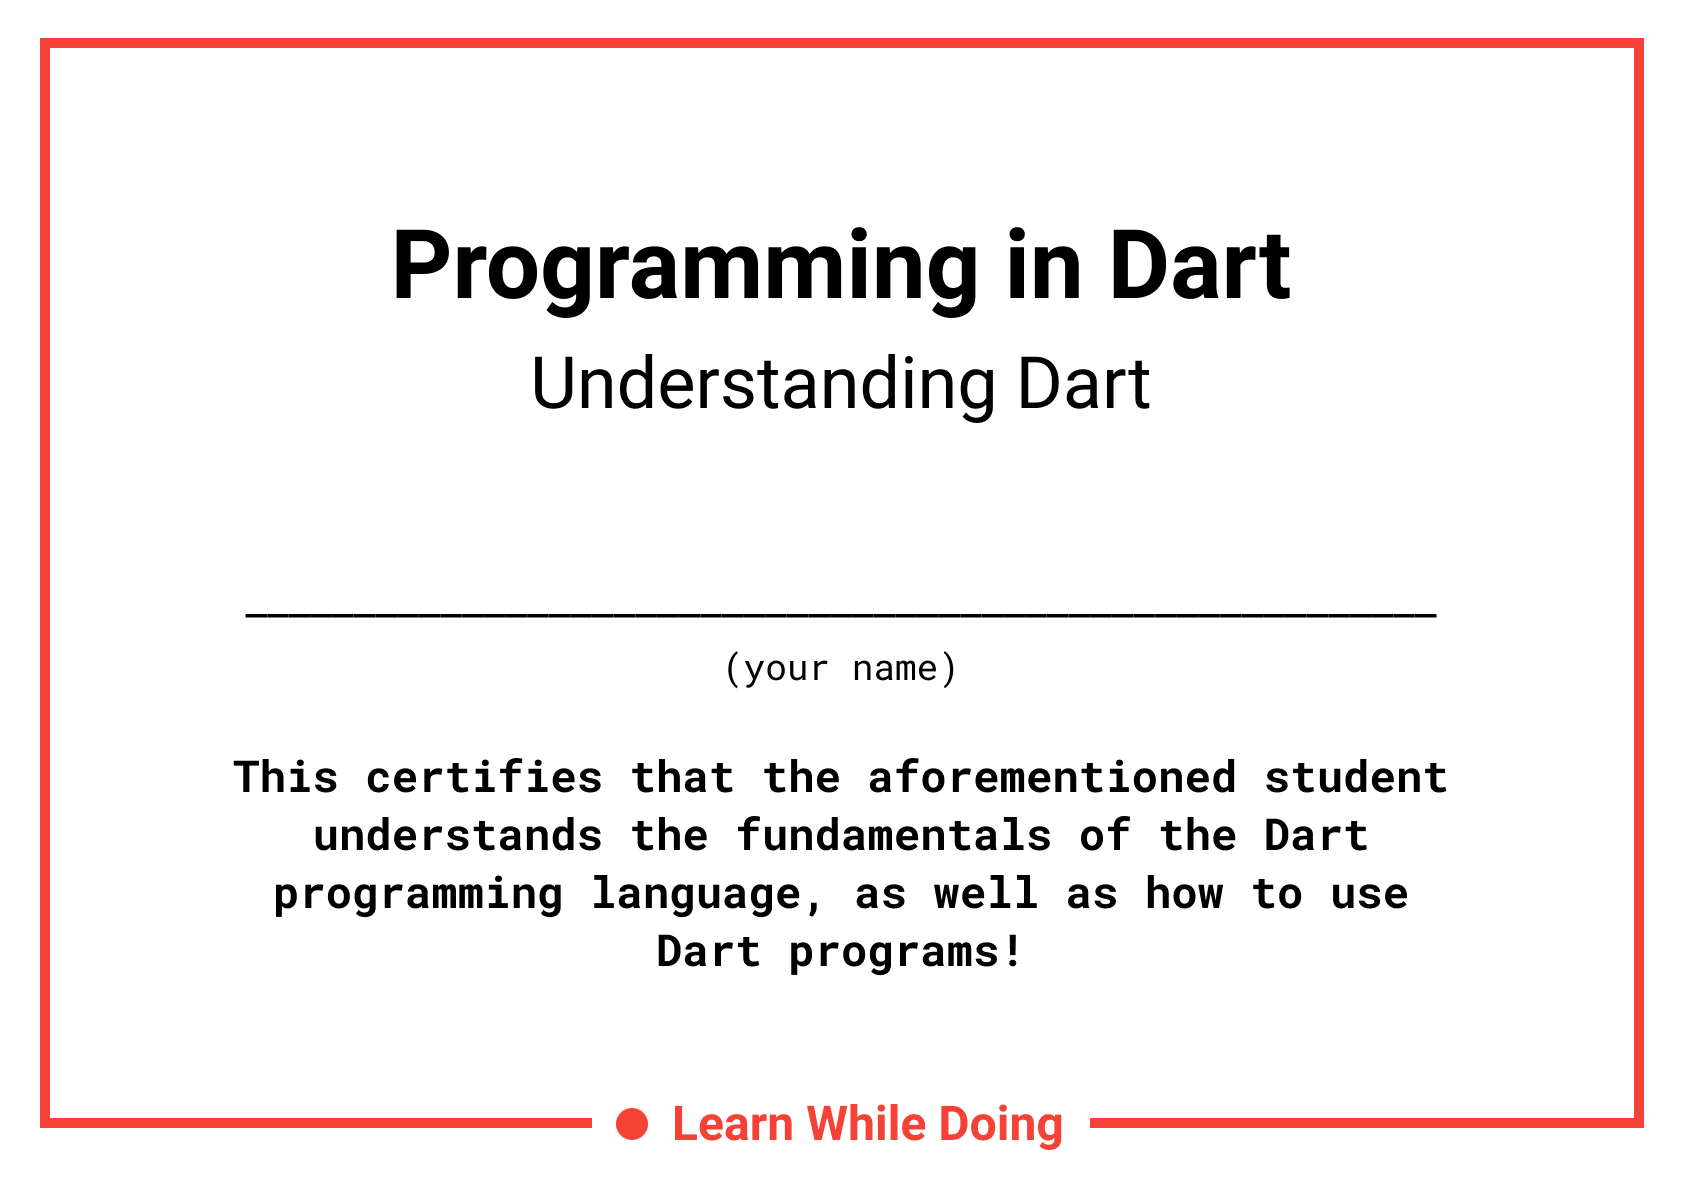 Programming in Dart
Understanding Dart
_______________________________________________________
(your name)
This certifies that the aforementioned student
understands the fundamentals of the Dart
programming language, as well as how to use
Dart programs!
Learn While Doing